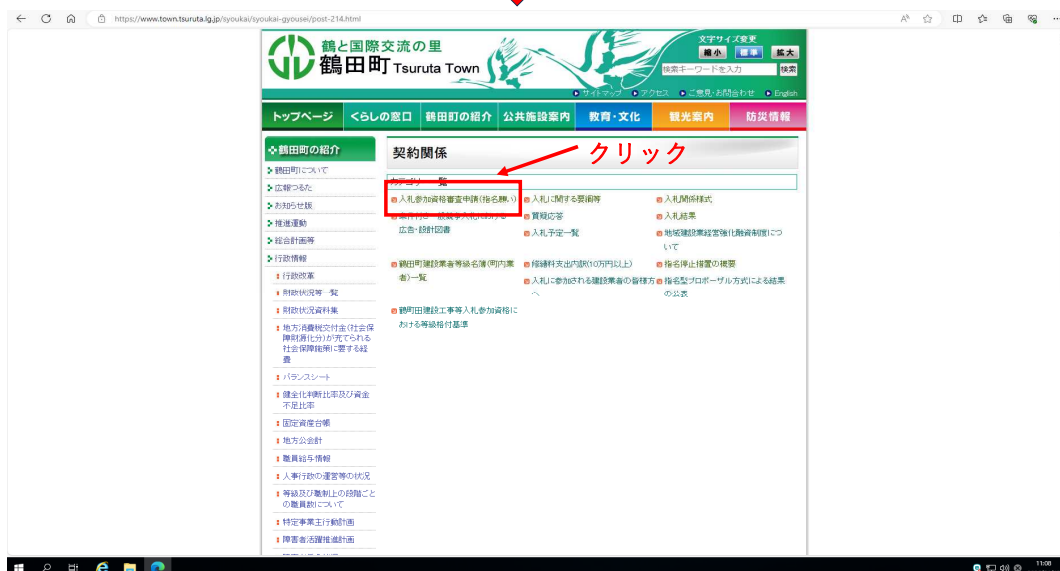 https://www.town.tsuruta.lg.jp/syoukai/syoukai-gyousei/post-214.html
鶴と国際交流の里
鶴田町 Tsuruta Town
文字サイズ変更
縮小 標準 拡大
検索キーワードを入力 検索
サイトマップ アクセス ご意見・お問合わせ English
トップページ くらしの窓口 鶴田町の紹介 公共施設案内 教育・文化 観光案内 防災情報
鶴田町の紹介
鶴田町について
広報つるた
お知らせ版
推進運動
総合計画等
行政情報
行政改革
財政状況等一覧
財政状況資料集
地方消費税交付金(社会保
障財源化分)が充てられる
社会保障施策に要する経
費
バランスシート
健全化判断比率及び資金
不足比率
固定資産台帳
地方公会計
職員給与情報
人事行政の運営等の状況
等級及び職制上の段階ごと
の職員数について
特定事業主行動計画
障害者活躍推進計画
契約関係
クリック
カテゴリー一覧
入札参加資格審査申請(指名願い)
入札に関する要綱等
入札関係様式
条件付き一般競争入札における
広告・設計図書
質疑応答
入札結果
入札予定一覧
地域建設業経営強化融資制度につ
いて
鶴田町建設業者等級名簿(町内業
者)一覧
修繕料支出内訳(10万円以上)
指名停止措置の概要
入札に参加される建設業者の皆様方
へ
指名型プロポーザル方式による結果
の公表
鶴町田建設工事等入札参加資格に
おける等級格付基準
11:08